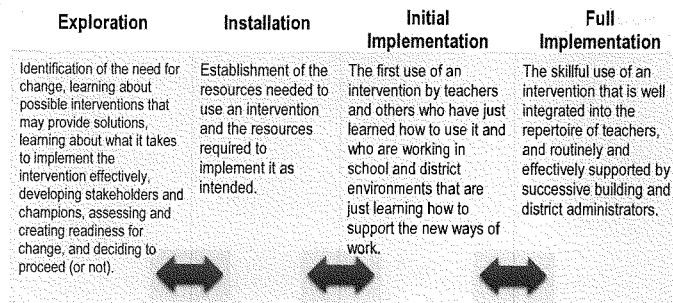 Exploration
Identification of the need for
change, learning about
possible interventions that
may provide solutions,
learning about what it takes
to implement the
intervention effectively,
developing stakeholders and
champions, assessing and
creating readiness for
change, and deciding to
proceed (or not).
Installation
Establishment of the
resources needed to
use an intervention
and the resources
required to
implement it as
intended.
Initial
Implementation
The first use of an
intervention by teachers
and others who have just
learned how to use it and
who are working in
school and district
environments that are
just learning how to
support the new ways of
work.
Full
Implementation
The skillful use of an
intervention that is well
integrated into the
repertoire of teachers,
and routinely and
effectively supported by
successive building and
district administrators.